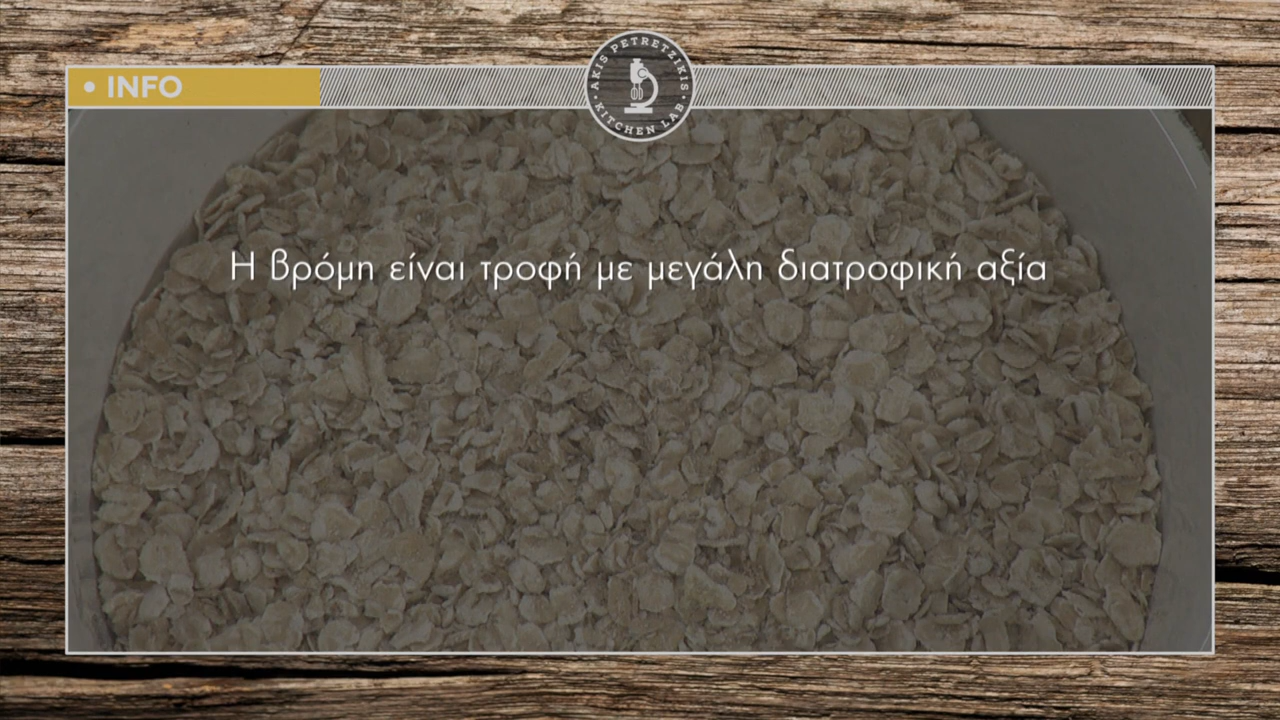 • INFO
AKIS PETRETZIKIS
• KITCHEN LAB •
Η βρόμη είναι τροφή με μεγάλη διατροφική αξία